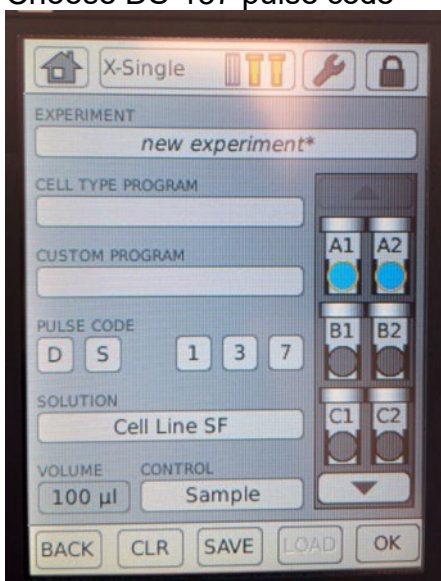 Choose DS-137 pulse code
X-Single
EXPERIMENT
new experiment*
CELL TYPE PROGRAM
CUSTOM PROGRAM
A1 A2
PULSE CODE
D S 1 3 7
B1 B2
SOLUTION
Cell Line SF
C1 C2
VOLUME CONTROL
100 µl Sample
BACK CLR SAVE LOAD OK